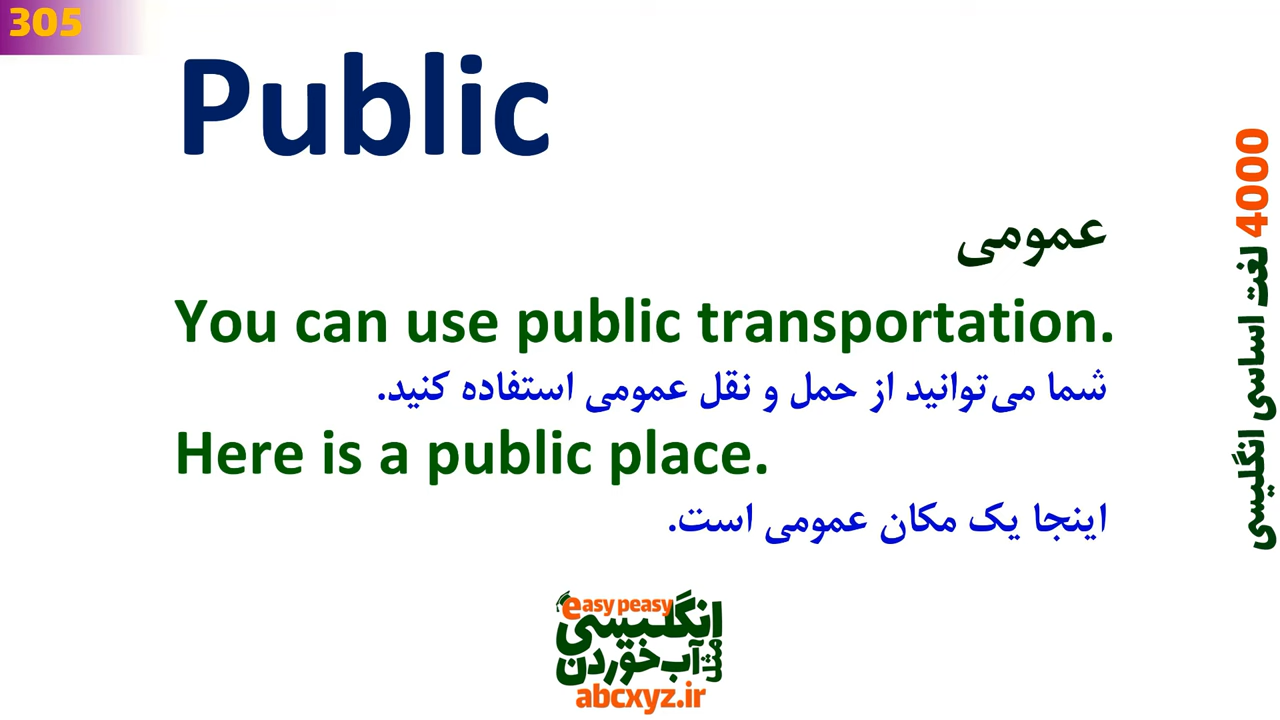 305
Public
عمومی
You can use public transportation.
شما می‌توانید از حمل و نقل عمومی استفاده کنید.
Here is a public place.
اینجا یک مکان عمومی است.
4000 لغت اساسی انگلیسی
easy peasy
انگلیسی
مثل آب خوردن
abcxyz.ir